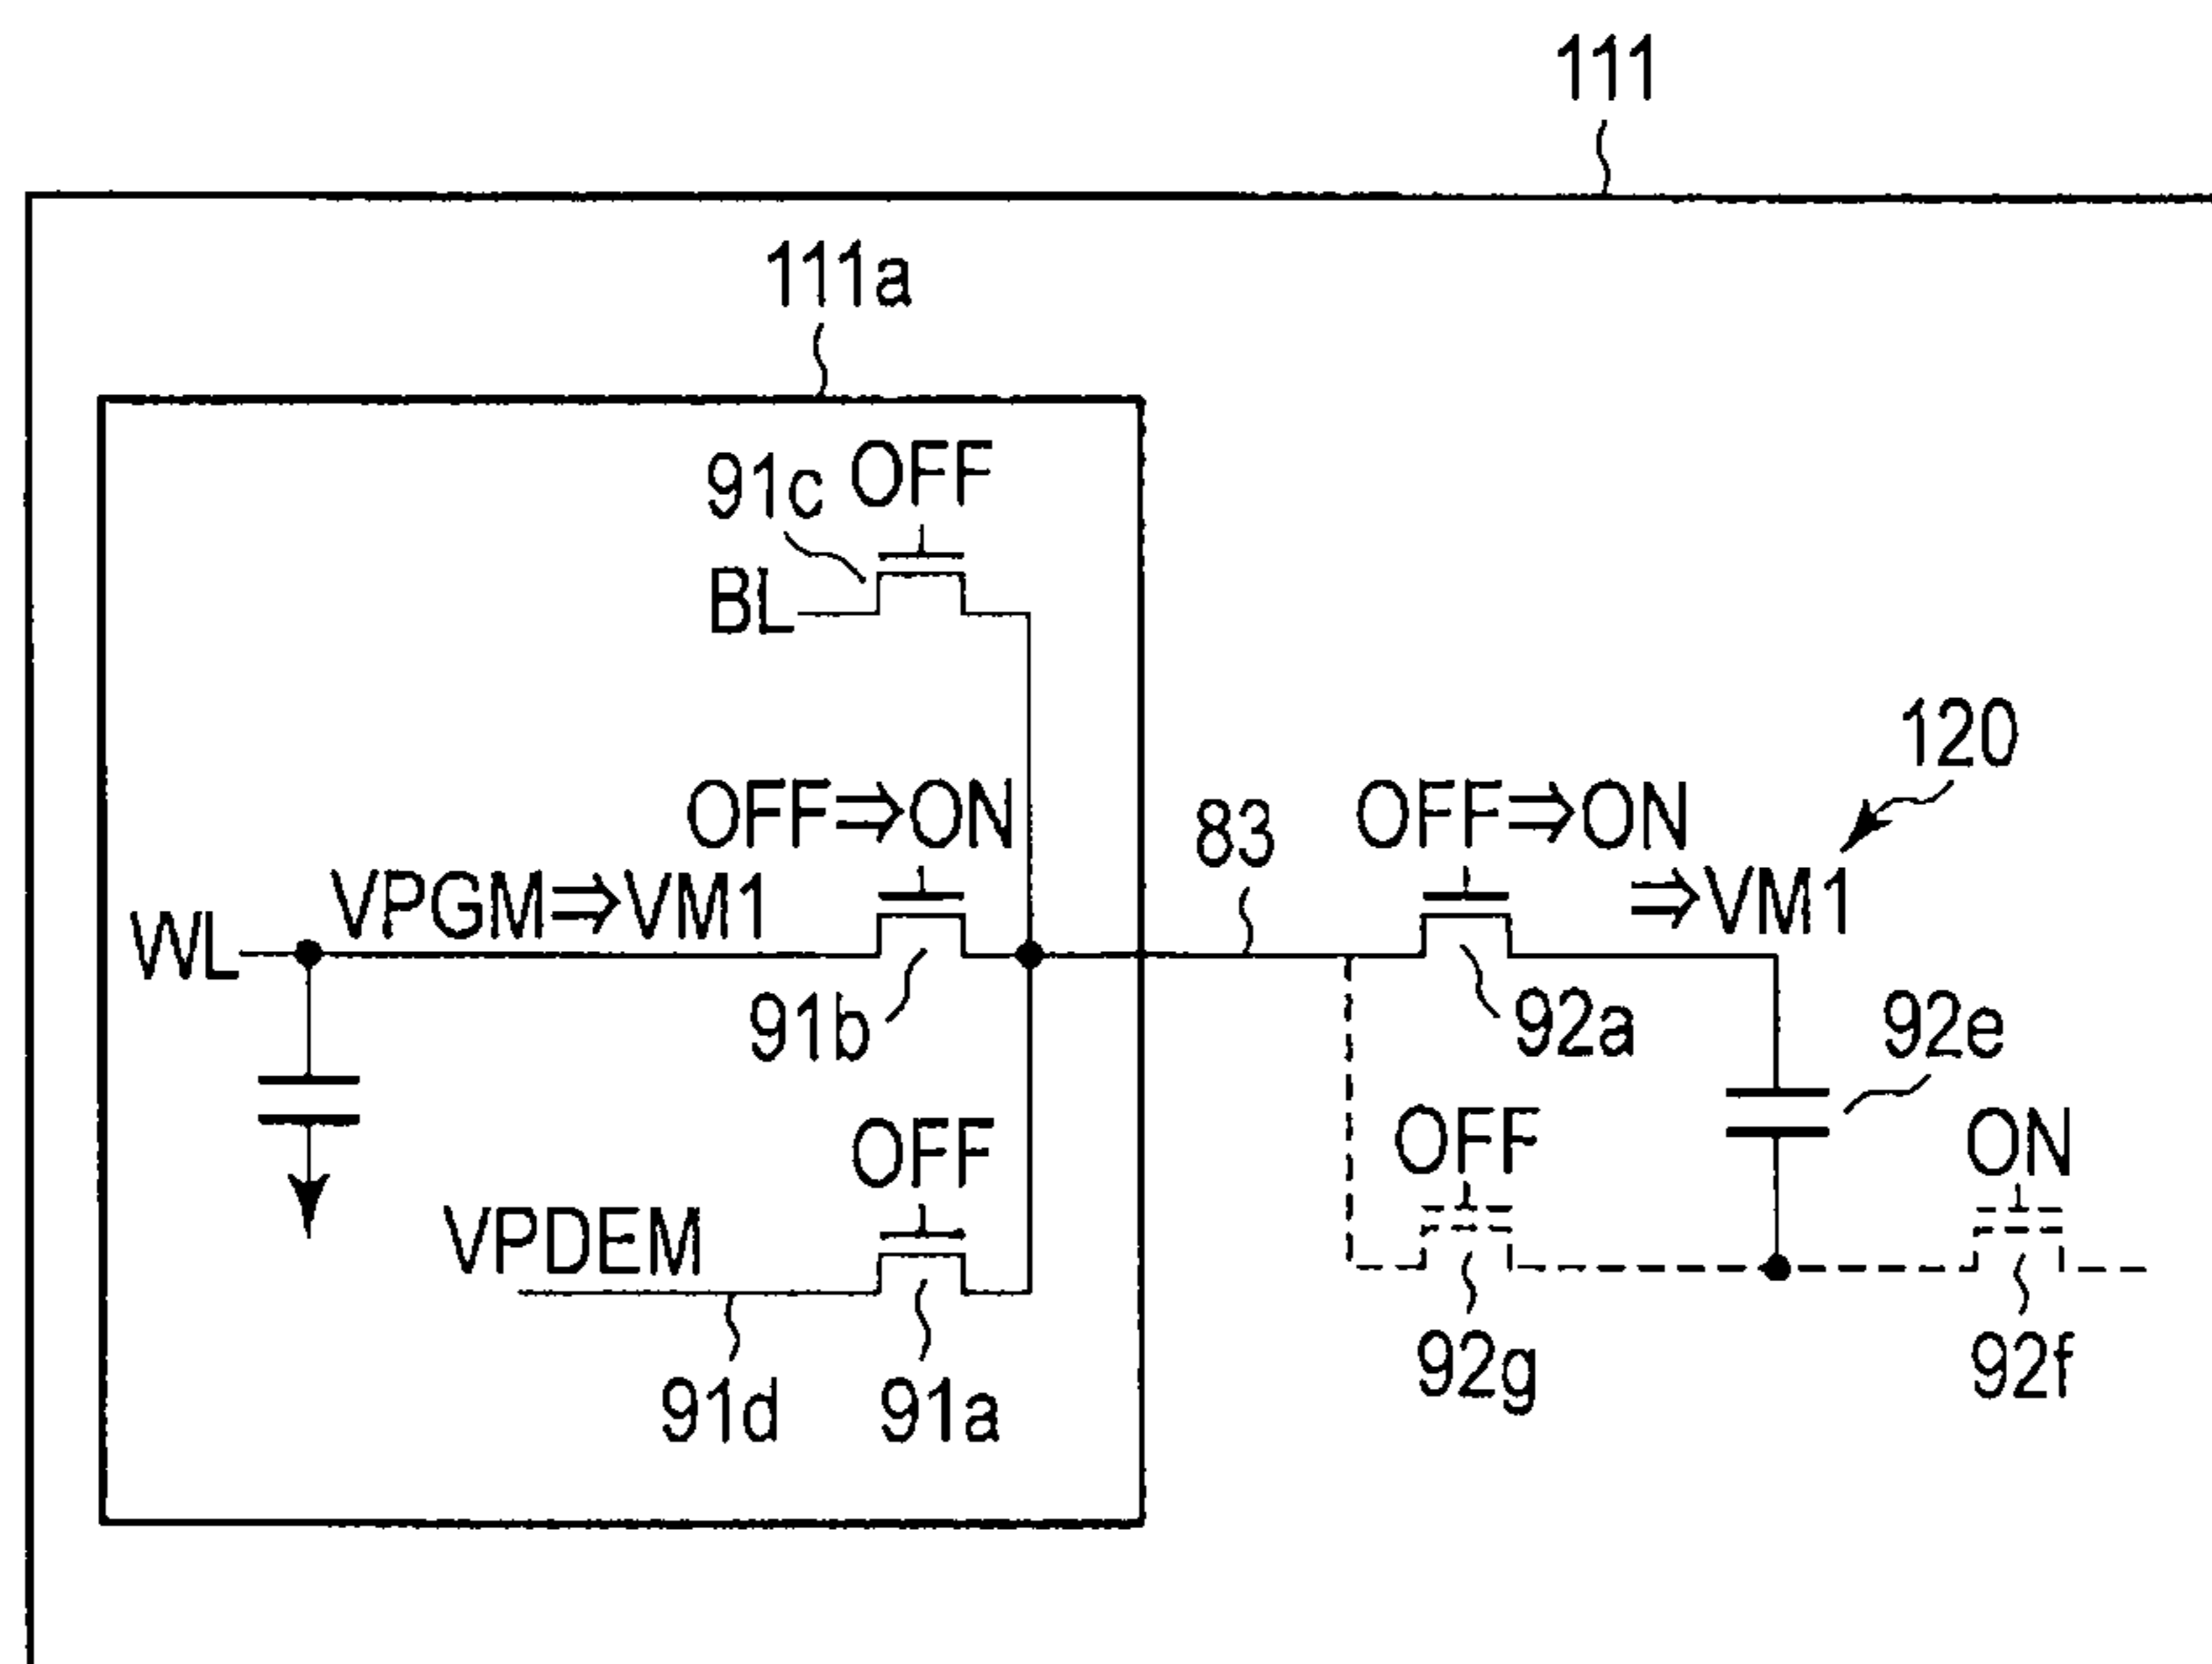 111
111a
91c OFF
BL
120
OFF⇒ON
83
OFF⇒ON
VPGM⇒VM1
⇒VM1
WL
91b
92a
92e
OFF
OFF
ON
VPDEM
92g
92f
91d
91a